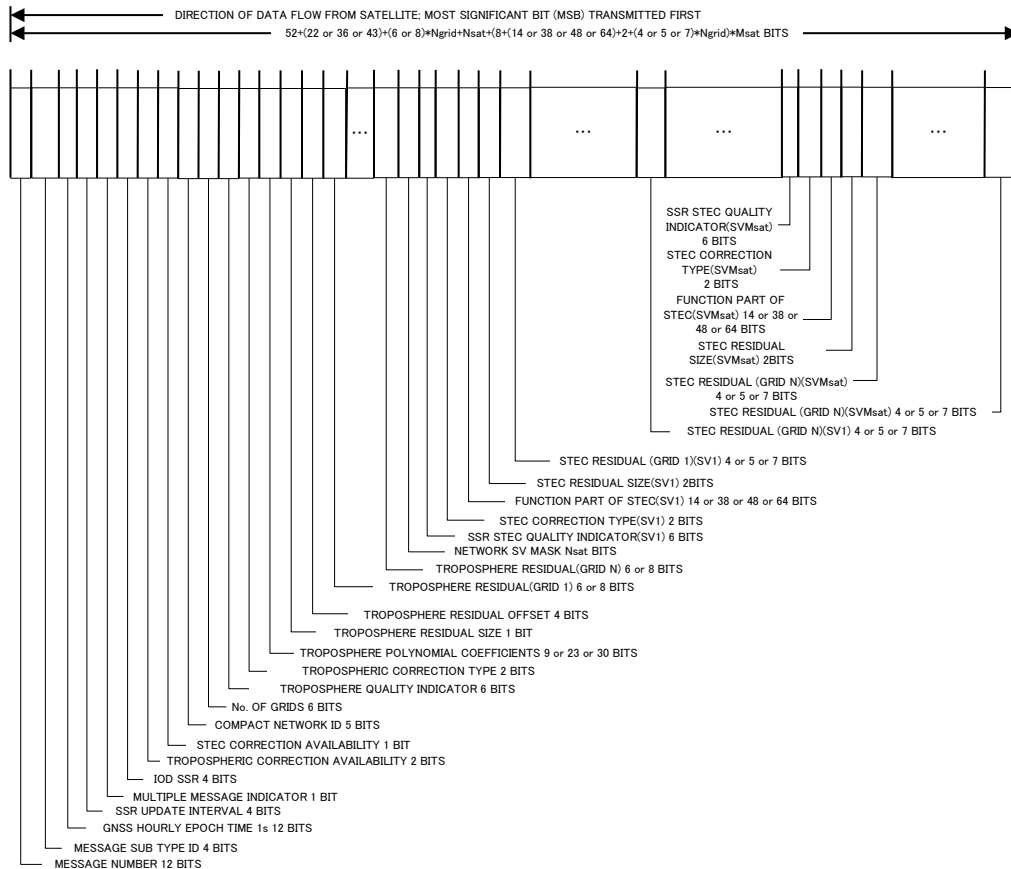 DIRECTION OF DATA FLOW FROM SATELLITE; MOST SIGNIFICANT BIT (MSB) TRANSMITTED FIRST
52+(22 or 36 or 43)+(6 or 8)*Ngrid+Nsat+(8+(14 or 38 or 48 or 64)+2+(4 or 5 or 7)*Ngrid)*Msat BITS
...
...
...
...
SSR STEC QUALITY
INDICATOR(SVMsat)
6 BITS
STEC CORRECTION
TYPE(SVMsat)
2 BITS
FUNCTION PART OF
STEC(SVMsat) 14 or 38 or
48 or 64 BITS
STEC RESIDUAL
SIZE(SVMsat) 2BITS
STEC RESIDUAL (GRID N)(SVMsat)
4 or 5 or 7 BITS
STEC RESIDUAL (GRID N)(SVMsat) 4 or 5 or 7 BITS
STEC RESIDUAL (GRID N)(SV1) 4 or 5 or 7 BITS
STEC RESIDUAL (GRID 1)(SV1) 4 or 5 or 7 BITS
STEC RESIDUAL SIZE(SV1) 2BITS
FUNCTION PART OF STEC(SV1) 14 or 38 or 48 or 64 BITS
STEC CORRECTION TYPE(SV1) 2 BITS
SSR STEC QUALITY INDICATOR(SV1) 6 BITS
NETWORK SV MASK Nsat BITS
TROPOSPHERE RESIDUAL(GRID N) 6 or 8 BITS
TROPOSPHERE RESIDUAL(GRID 1) 6 or 8 BITS
TROPOSPHERE RESIDUAL OFFSET 4 BITS
TROPOSPHERE RESIDUAL SIZE 1 BIT
TROPOSPHERE POLYNOMIAL COEFFICIENTS 9 or 23 or 30 BITS
TROPOSPHERIC CORRECTION TYPE 2 BITS
TROPOSPHERE QUALITY INDICATOR 6 BITS
No. OF GRIDS 6 BITS
COMPACT NETWORK ID 5 BITS
STEC CORRECTION AVAILABILITY 1 BIT
TROPOSPHERIC CORRECTION AVAILABILITY 2 BITS
IOD SSR 4 BITS
MULTIPLE MESSAGE INDICATOR 1 BIT
SSR UPDATE INTERVAL 4 BITS
GNSS HOURLY EPOCH TIME 1s 12 BITS
MESSAGE SUB TYPE ID 4 BITS
MESSAGE NUMBER 12 BITS